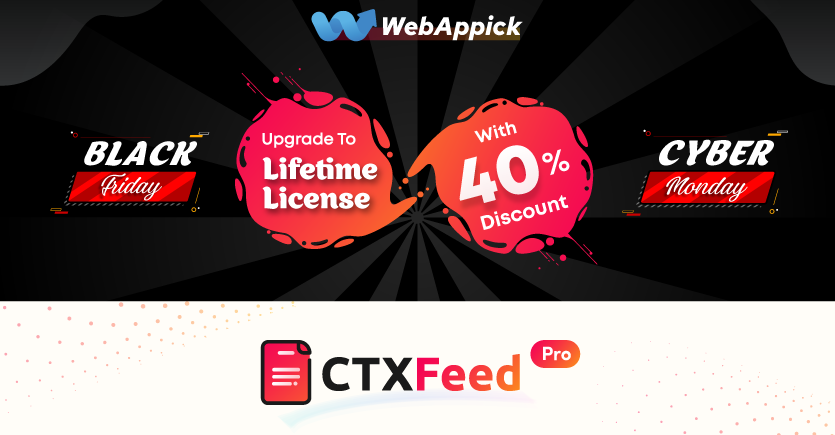 WebAppick
BLACK
Friday
Upgrade To
Lifetime
License
With
40%
Discount
CYBER
Monday
CTXFeed
Pro